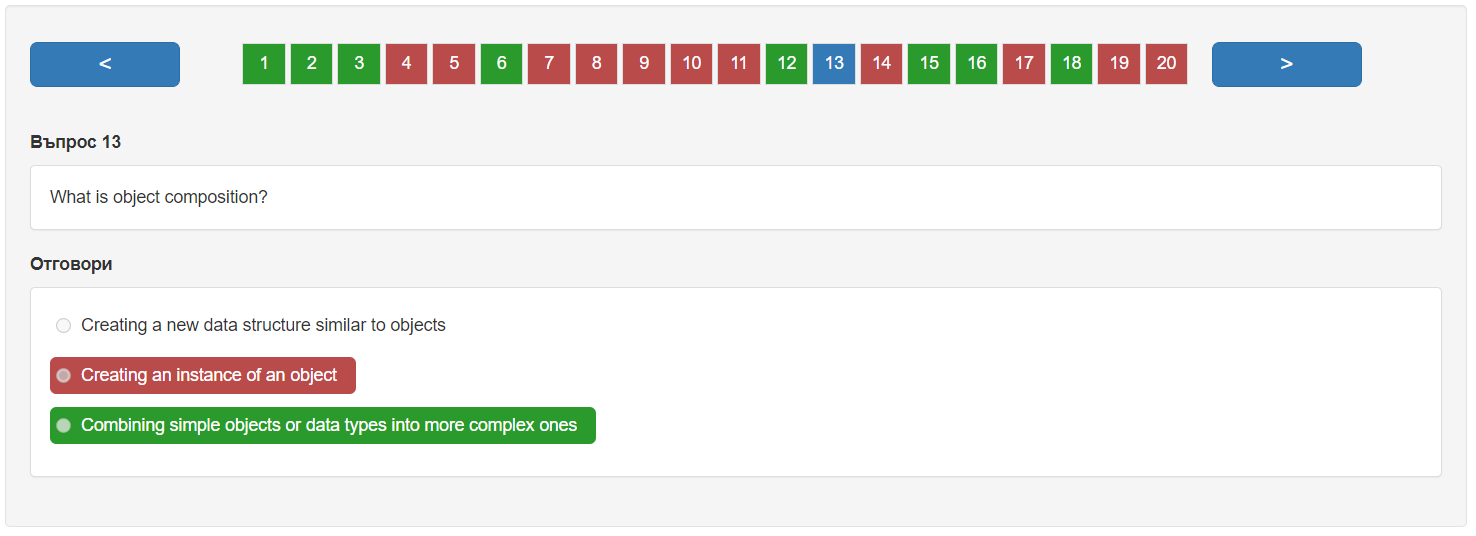 < 1 2 3 4 5 6 7 8 9 10 11 12 13 14 15 16 17 18 19 20 >
Въпрос 13
What is object composition?
Отговори
Creating a new data structure similar to objects
Creating an instance of an object
Combining simple objects or data types into more complex ones